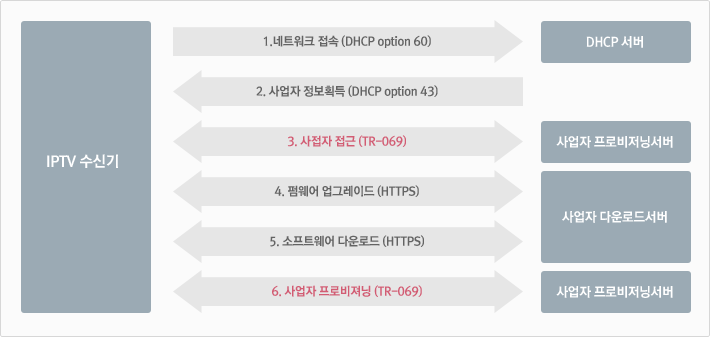 IPTV 수신기
1.네트워크 접속 (DHCP option 60)
DHCP 서버
2. 사업자 정보획득 (DHCP option 43)
3. 사접자 접근 (TR-069)
사업자 프로비저닝서버
4. 펌웨어 업그레이드 (HTTPS)
사업자 다운로드서버
5. 소프트웨어 다운로드 (HTTPS)
6. 사업자 프로비져닝 (TR-069)
사업자 프로비저닝서버